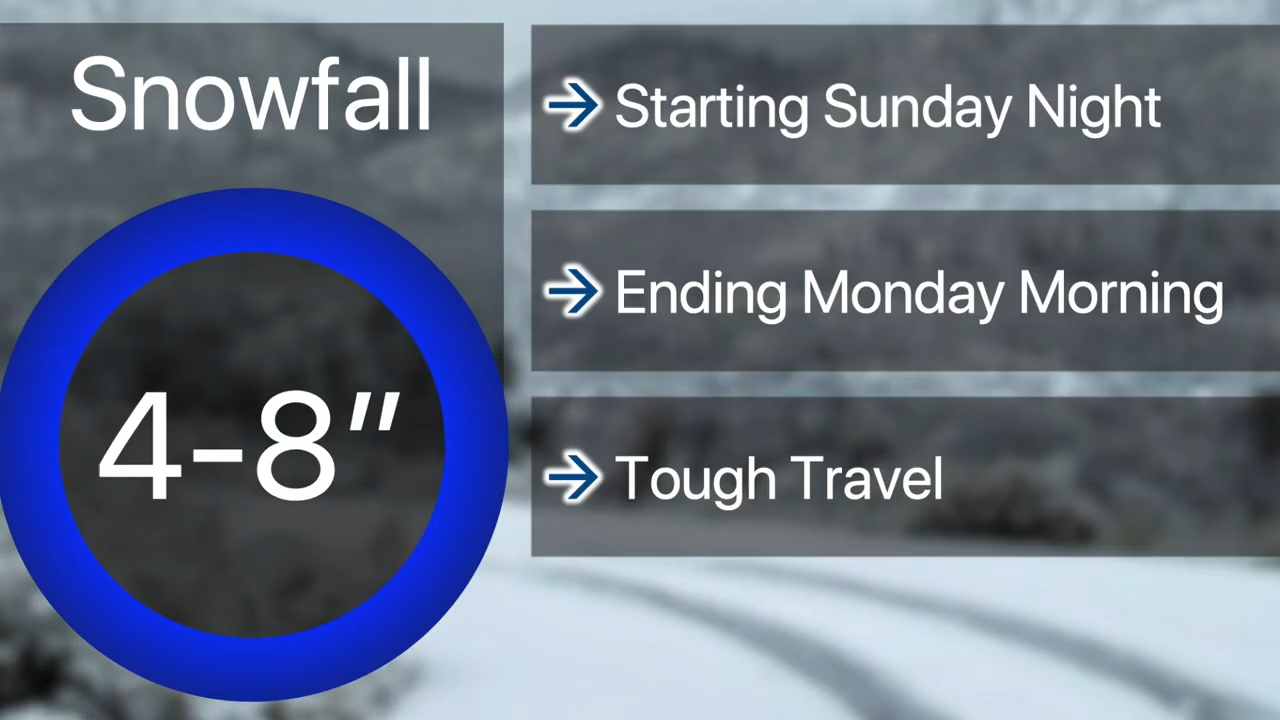 Snowfall
4-8"
Starting Sunday Night
Ending Monday Morning
Tough Travel